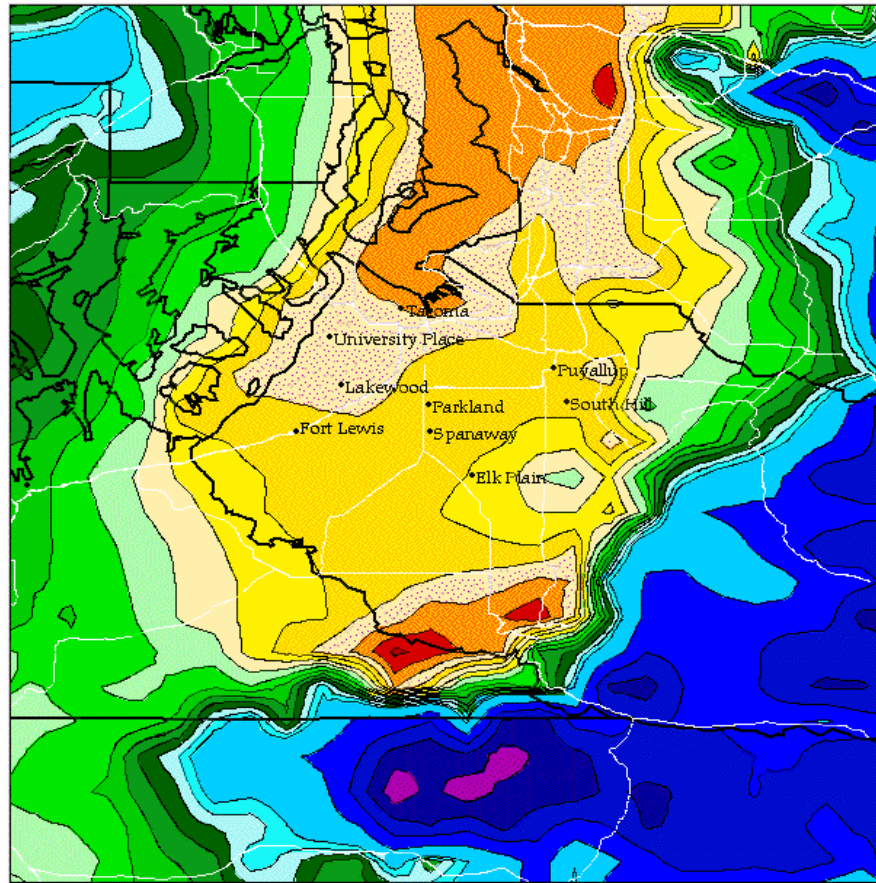 Tacoma
University Place
Puyallup
Lakewood
Parkland
South Hill
Fort Lewis
Spanaway
Elk Plain